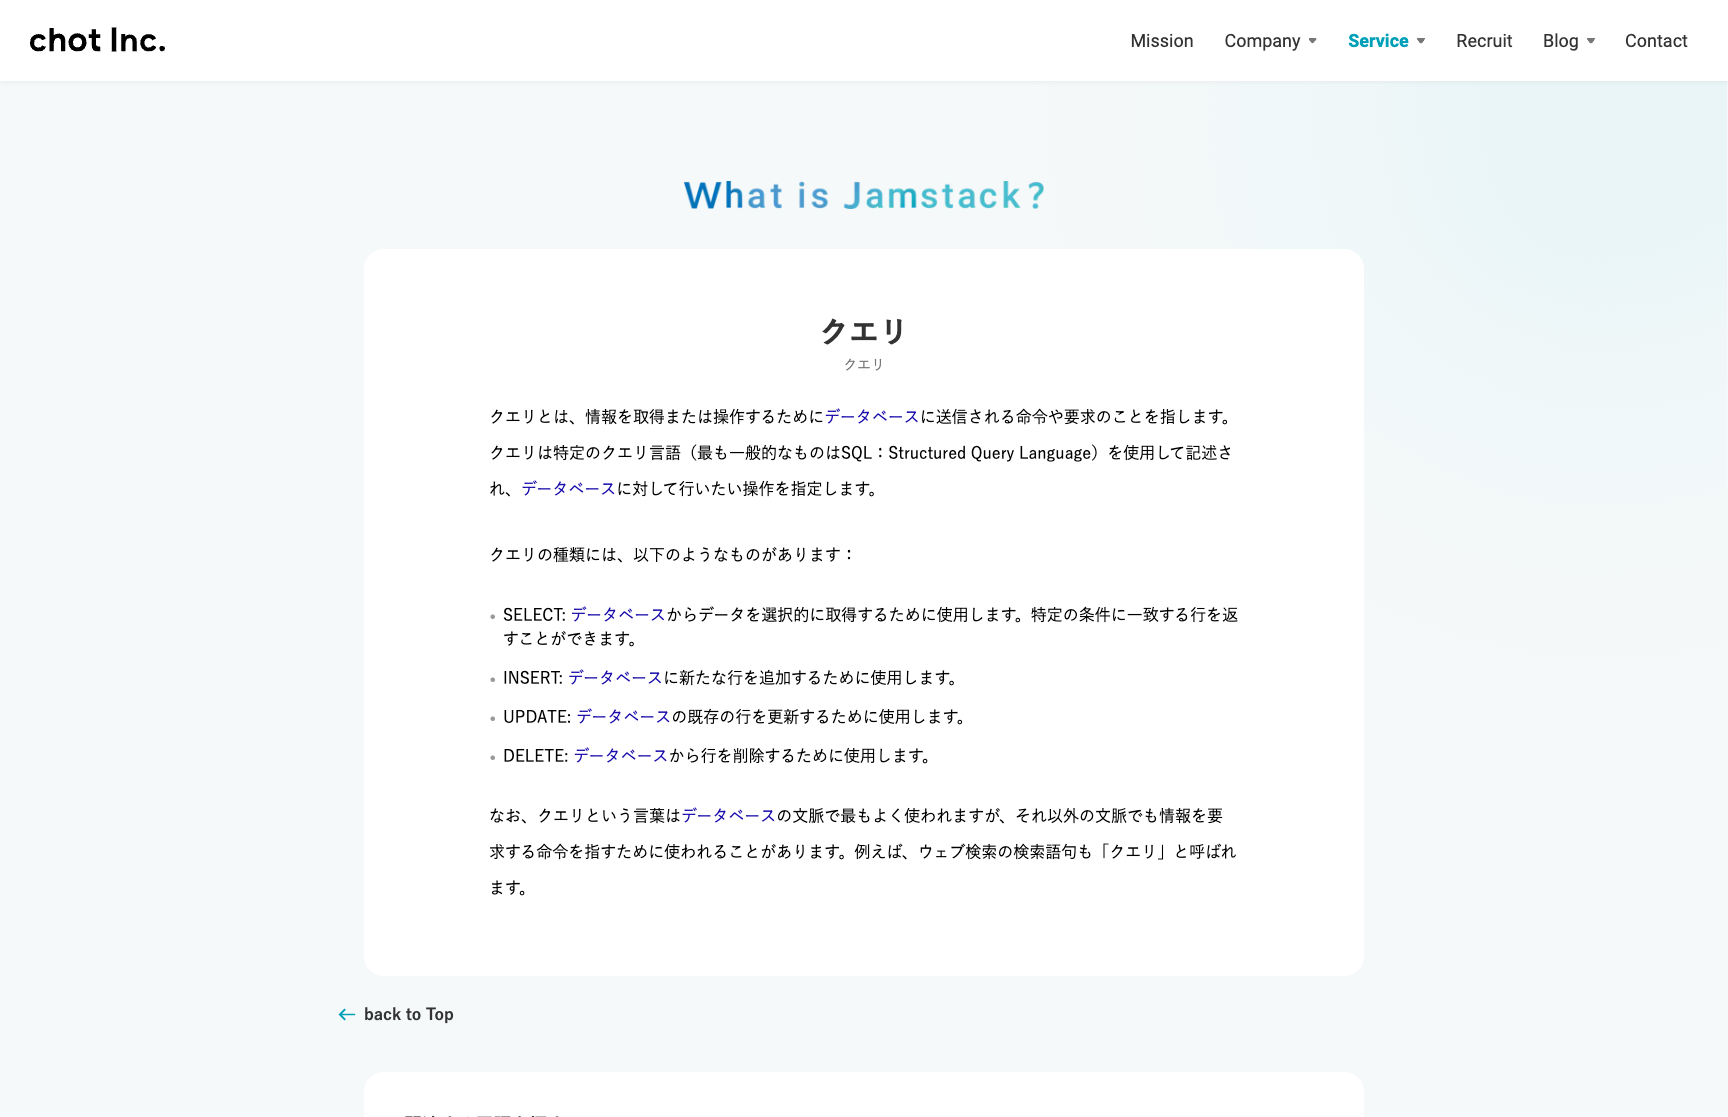 chot Inc.
Mission Company Service Recruit Blog Contact
What is Jamstack?
クエリ
クエリ
クエリとは、情報を取得または操作するためにデータベースに送信される命令や要求のことを指します。
クエリは特定のクエリ言語（最も一般的なものはSQL：Structured Query Language）を使用して記述さ
れ、データベースに対して行いたい操作を指定します。
クエリの種類には、以下のようなものがあります：
SELECT: データベースからデータを選択的に取得するために使用します。特定の条件に一致する行を返
すことができます。
INSERT: データベースに新たな行を追加するために使用します。
UPDATE: データベースの既存の行を更新するために使用します。
DELETE: データベースから行を削除するために使用します。
なお、クエリという言葉はデータベースの文脈で最もよく使われますが、それ以外の文脈でも情報を要
求する命令を指すために使われることがあります。例えば、ウェブ検索の検索語句も「クエリ」と呼ばれ
ます。
back to Top